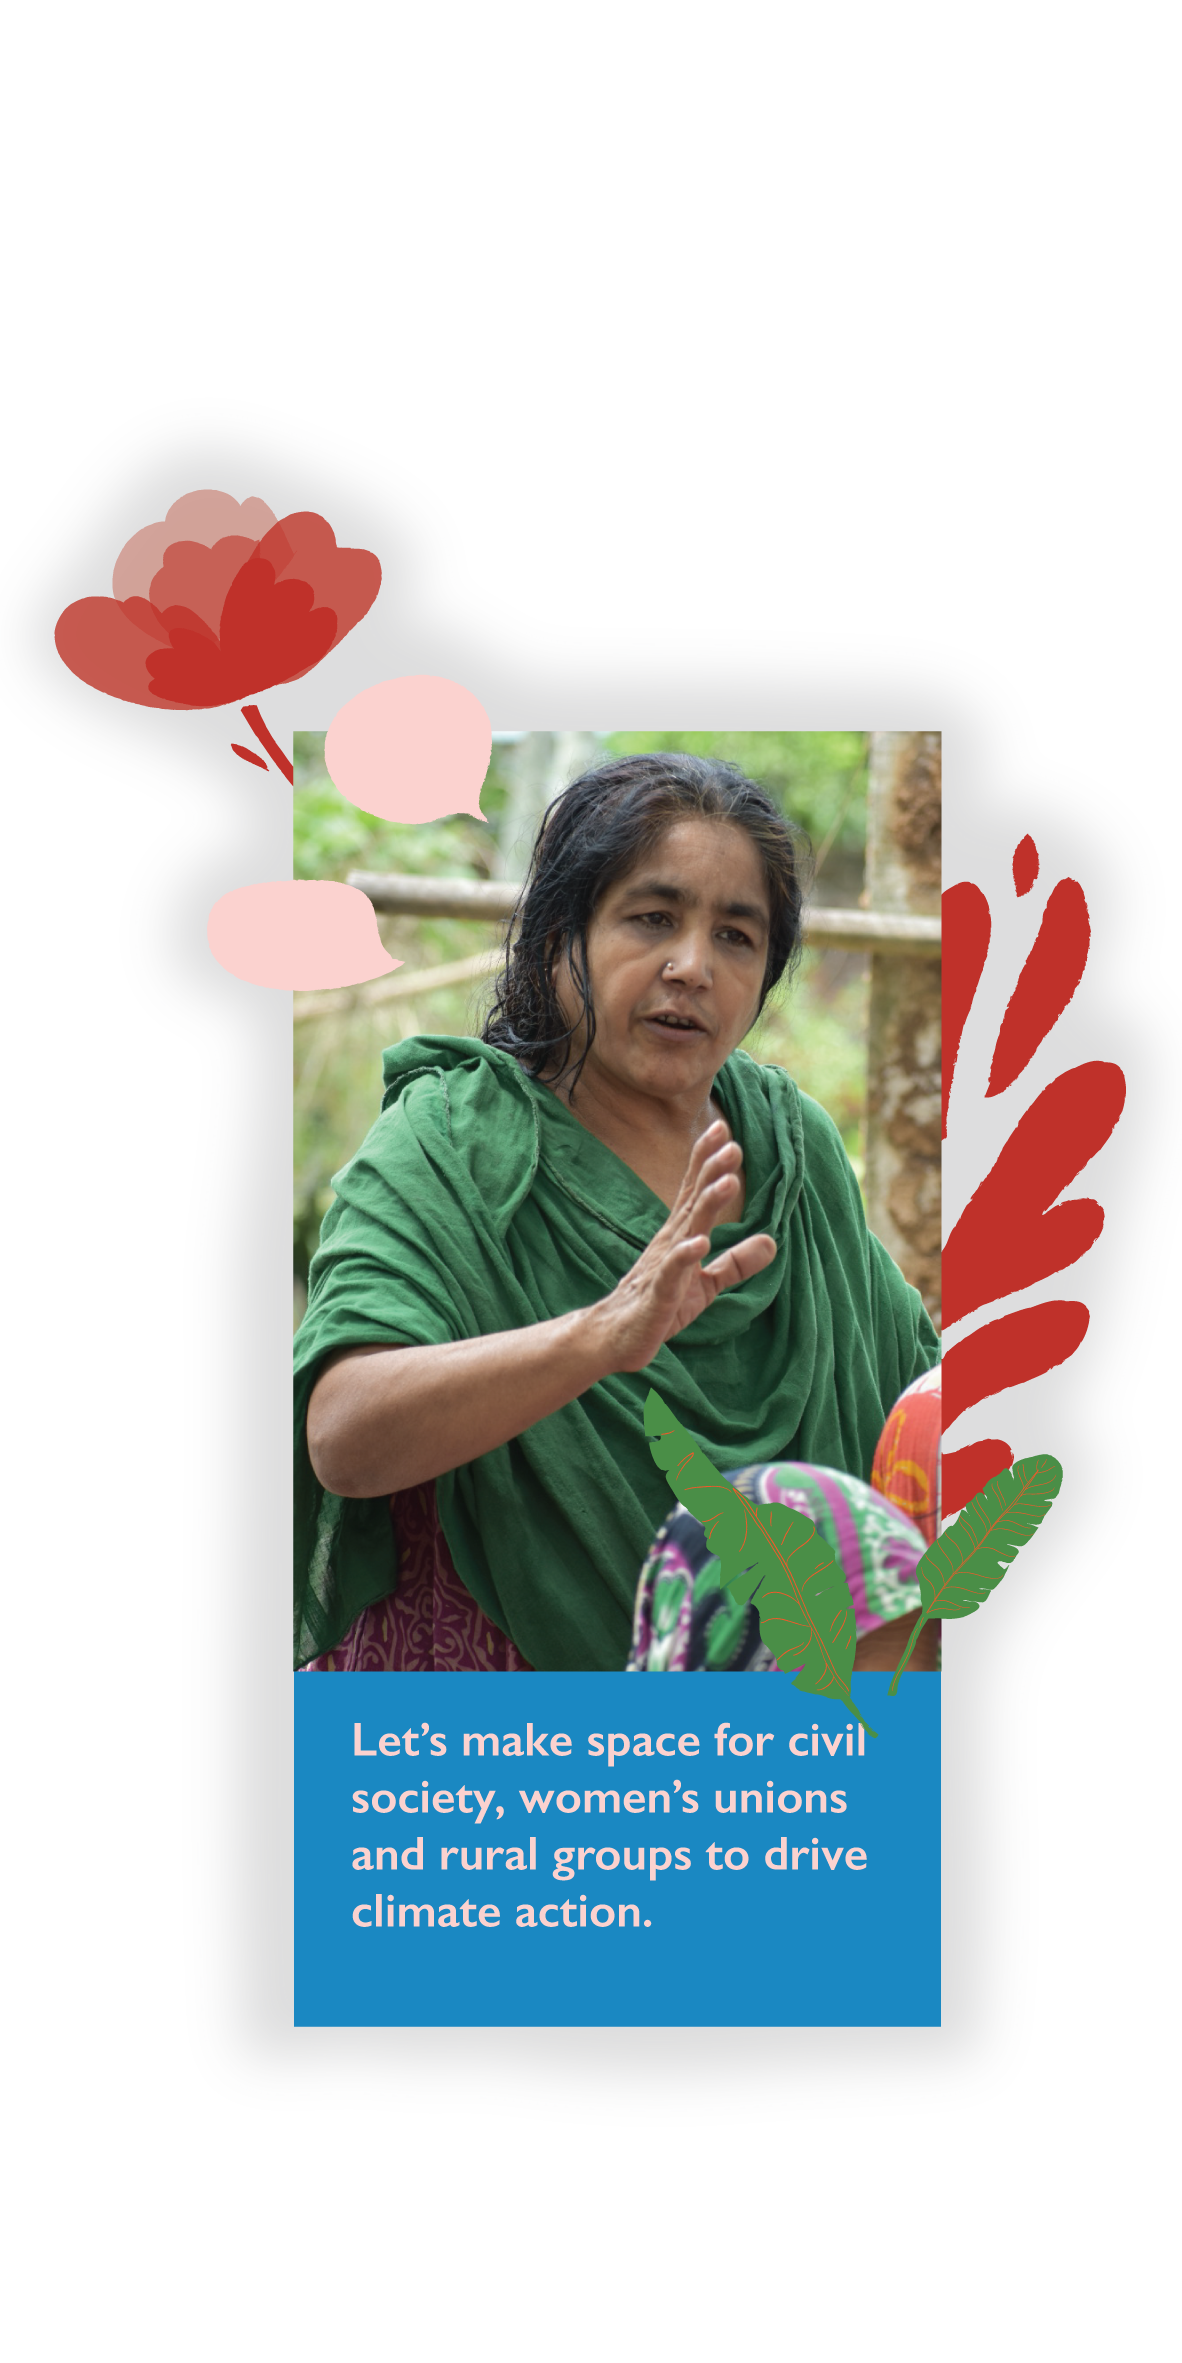 Let’s make space for civil
society, women’s unions
and rural groups to drive
climate action.